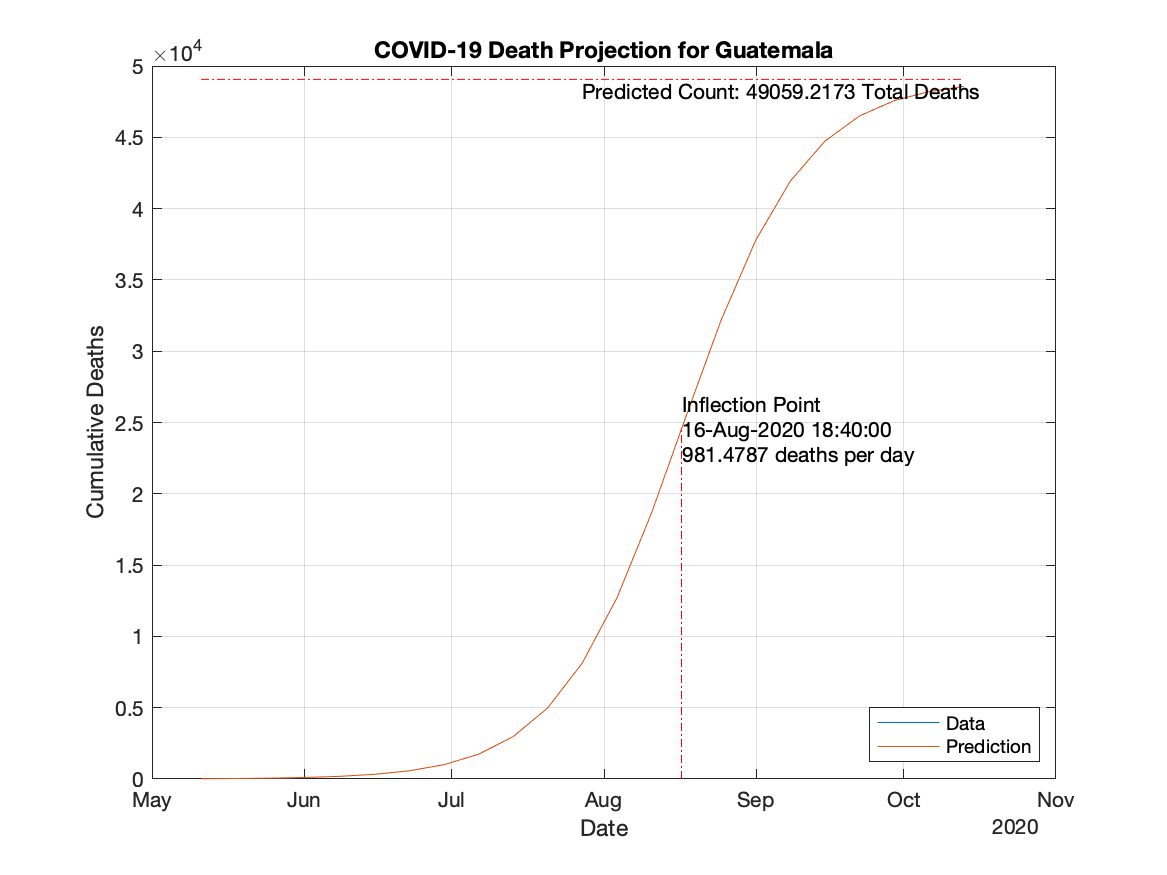 COVID-19 Death Projection for Guatemala
×10⁴
5
4.5
4
3.5
3
2.5
2
1.5
1
0.5
0
Cumulative Deaths
Predicted Count: 49059.2173 Total Deaths
Inflection Point
16-Aug-2020 18:40:00
981.4787 deaths per day
Data
Prediction
May Jun Jul Aug Sep Oct Nov
Date
2020